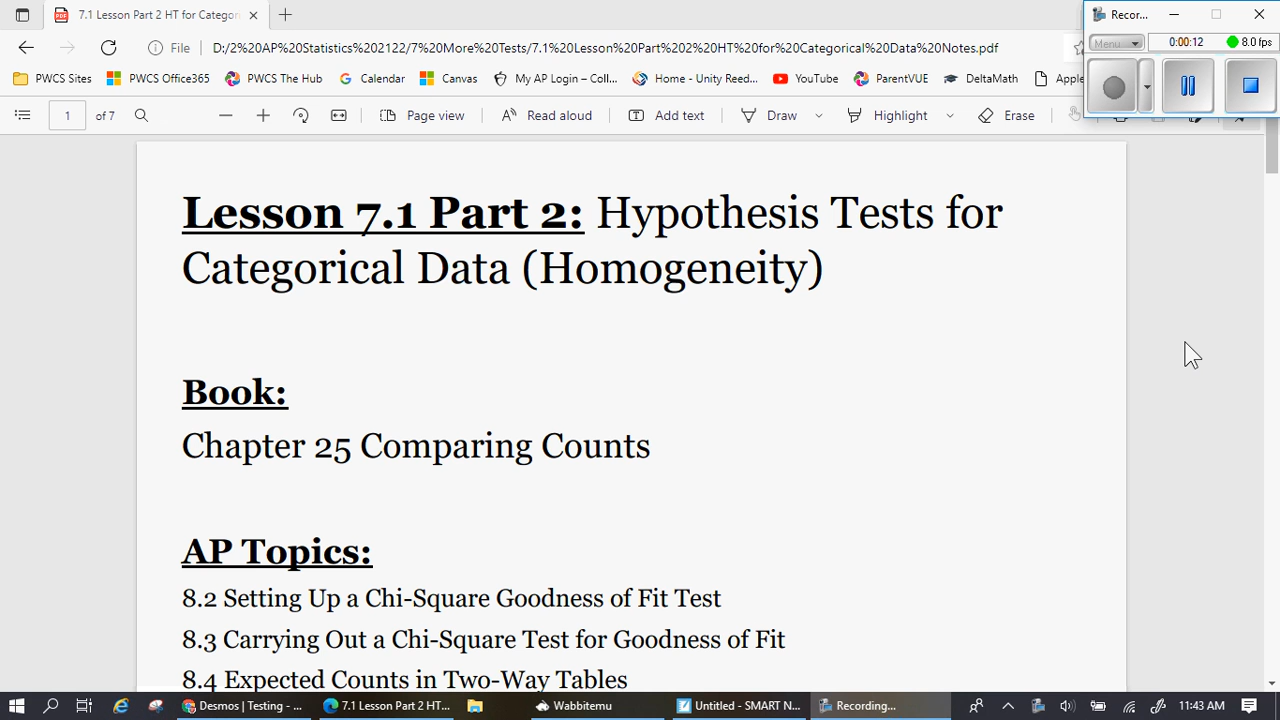 7.1 Lesson Part 2 HT for Categor
Recor...
File
D:/2%20AP%20Statistics%202122/7%20More%20Tests/7.1%20Lesson%20Part%202%20HT%20for%20Categorical%20Data%20Notes.pdf
Menu
0:00:12
8.0 fps
PWCS Sites
PWCS Office365
PWCS The Hub
Calendar
Canvas
My AP Login – Coll...
Home - Unity Reed...
YouTube
ParentVUE
DeltaMath
Apple
1
of 7
Page view
Read aloud
Add text
Draw
Highlight
Erase
Lesson 7.1 Part 2: Hypothesis Tests for
Categorical Data (Homogeneity)
Book:
Chapter 25 Comparing Counts
AP Topics:
8.2 Setting Up a Chi-Square Goodness of Fit Test
8.3 Carrying Out a Chi-Square Test for Goodness of Fit
8.4 Expected Counts in Two-Way Tables
Desmos | Testing - ...
7.1 Lesson Part 2 HT...
Wabbitemu
Untitled - SMART N...
Recording...
11:43 AM